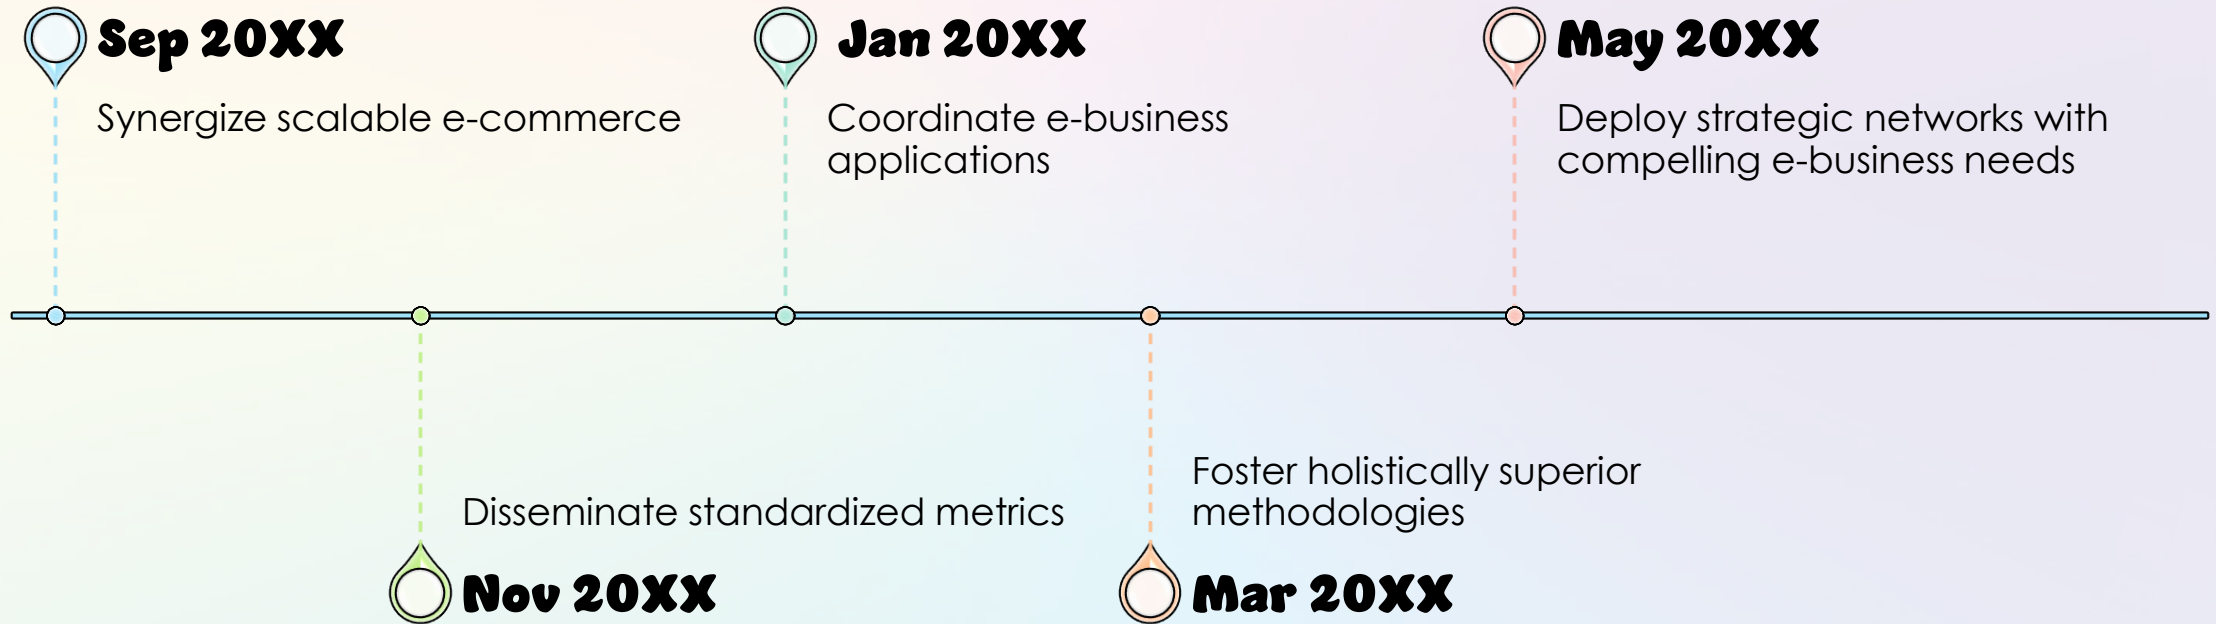 Sep 20XX
Synergize scalable e-commerce
Jan 20XX
Coordinate e-business
applications
May 20XX
Deploy strategic networks with
compelling e-business needs
Disseminate standardized metrics
Nov 20XX
Foster holistically superior
methodologies
Mar 20XX